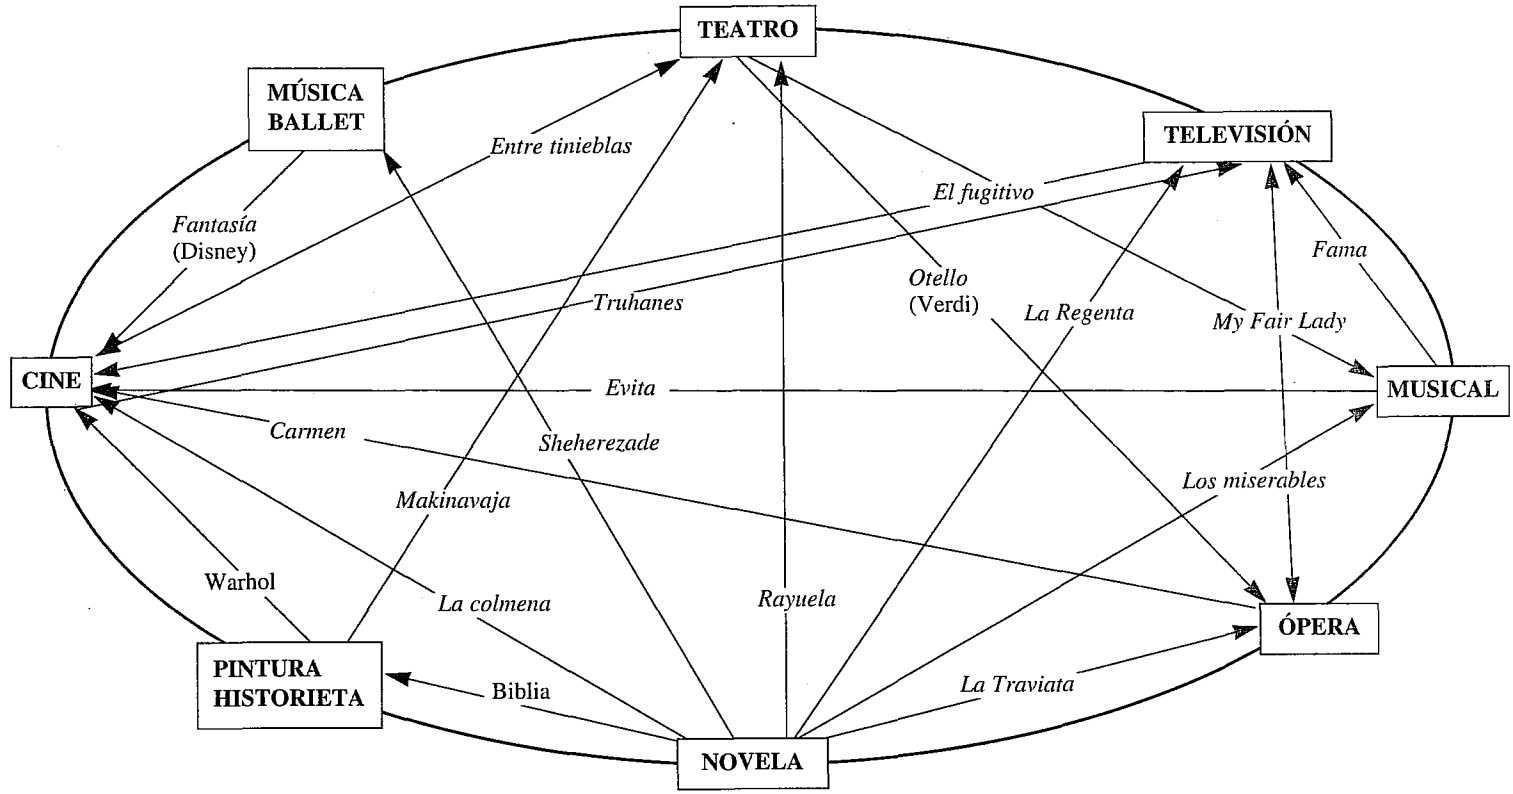 TEATRO
MÚSICA
BALLET
TELEVISIÓN
Entre tinieblas
El fugitivo
Fantasía
(Disney)
Fama
Otello
(Verdi)
Truhanes
La Regenta
My Fair Lady
CINE
Evita
MUSICAL
Carmen
Sheherezade
Los miserables
Makinavaja
Warhol
La colmena
Rayuela
ÓPERA
PINTURA
HISTORIETA
Biblia
La Traviata
NOVELA